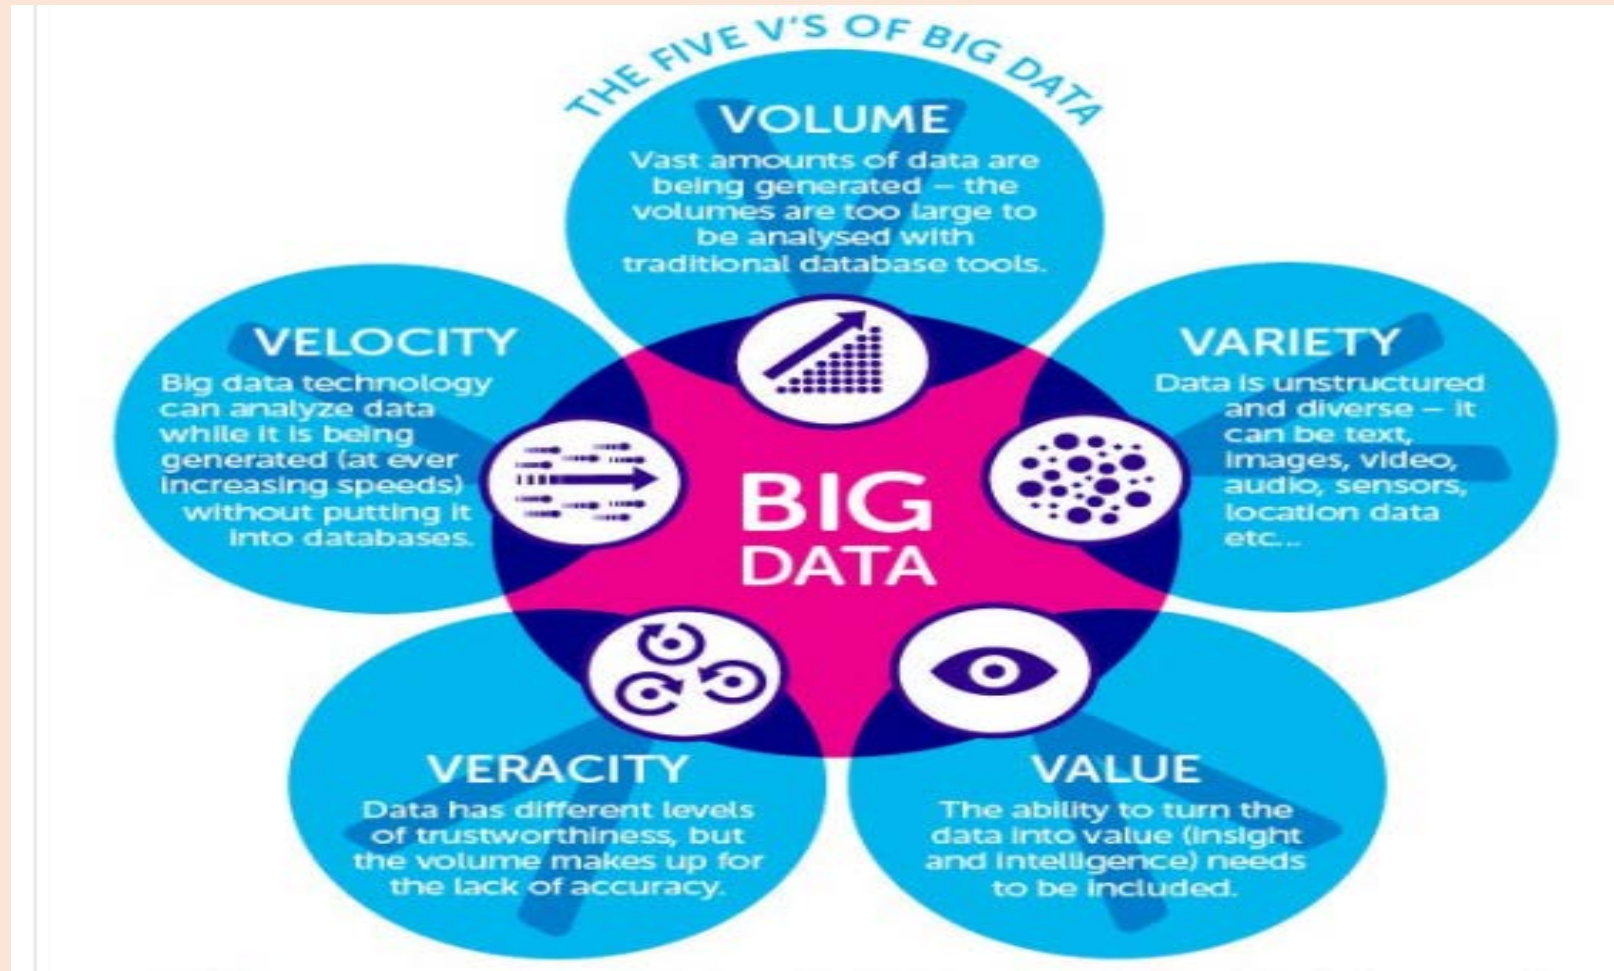 THE FIVE V'S OF BIG DATA
VOLUME
Vast amounts of data are
being generated – the
volumes are too large to
be analysed with
traditional database tools.
VELOCITY
Big data technology
can analyze data
while it is being
generated (at ever
increasing speeds)
without putting it
into databases.
VARIETY
Data is unstructured
and diverse – it
can be text,
images, video,
audio, sensors,
location data
etc...
BIG
DATA
VERACITY
Data has different levels
of trustworthiness, but
the volume makes up for
the lack of accuracy.
VALUE
The ability to turn the
data into value (insight
and intelligence) needs
to be included.